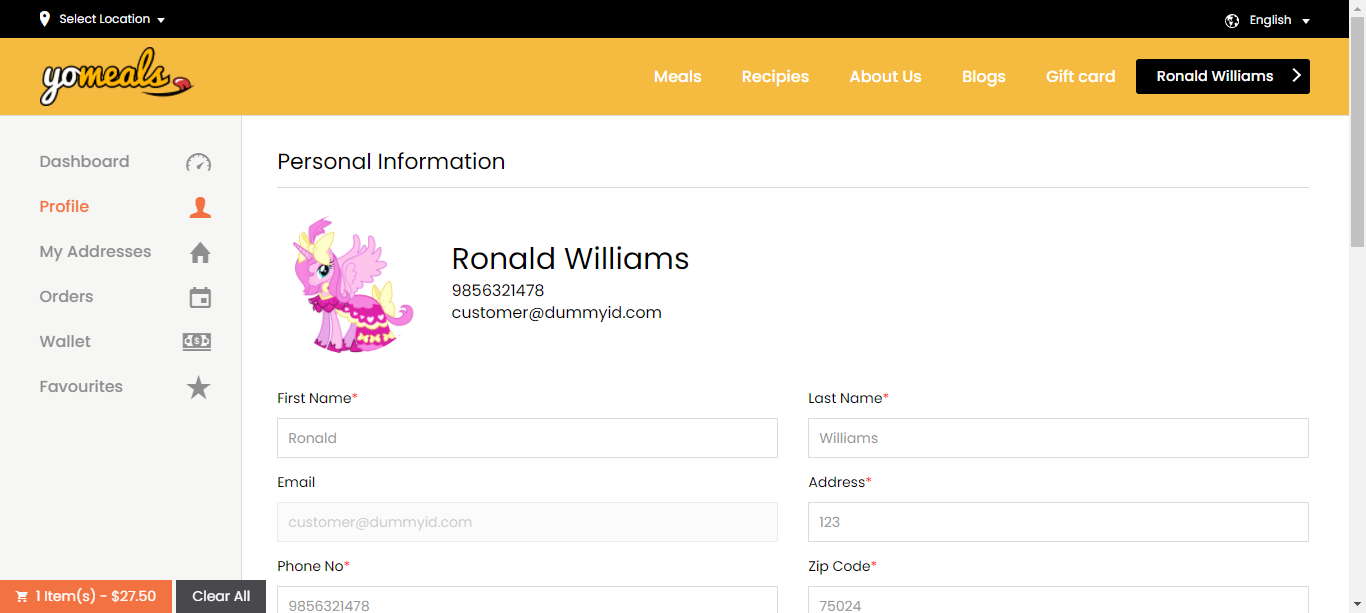 Select Location
English
yomeals
Meals
Recipies
About Us
Blogs
Gift card
Ronald Williams
Dashboard
Profile
My Addresses
Orders
Wallet
Favourites
Personal Information
Ronald Williams
9856321478
customer@dummyid.com
First Name*
Last Name*
Ronald
Williams
Email
Address*
customer@dummyid.com
123
Phone No*
Zip Code*
9856321478
75024
1 Item(s) - $27.50
Clear All